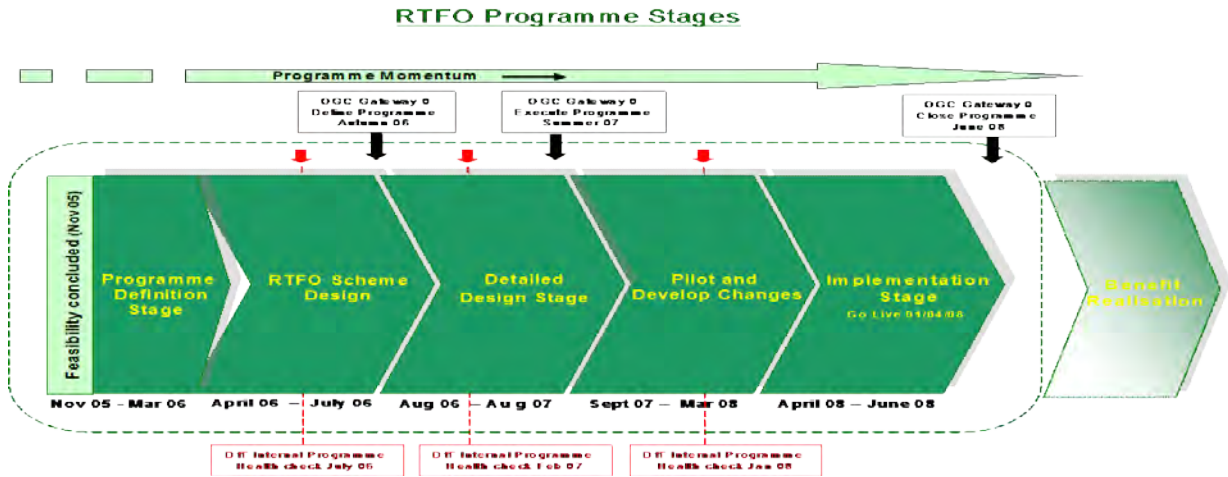 RTFO Programme Stages
Programme Momentum
OGC Gateway 0
Define Programme
Autumn 06
OGC Gateway 0
Execute Programme
Summer 07
OGC Gateway 0
Close Programme
June 08
Feasibility concluded (Nov 05)
Programme
Definition
Stage
RTFO Scheme
Design
Detailed
Design Stage
Pilot and
Develop Changes
Implementation
Stage
Go Live 01/04/08
Benefit
Realisation
Nov 05 - Mar 06
April 06 – July 06
Aug 06 – Aug 07
Sept 07 – Mar 08
April 08 – June 08
DfT Internal Programme
Health check July 06
DfT Internal Programme
Health check Feb 07
DfT Internal Programme
Health check Jan 08